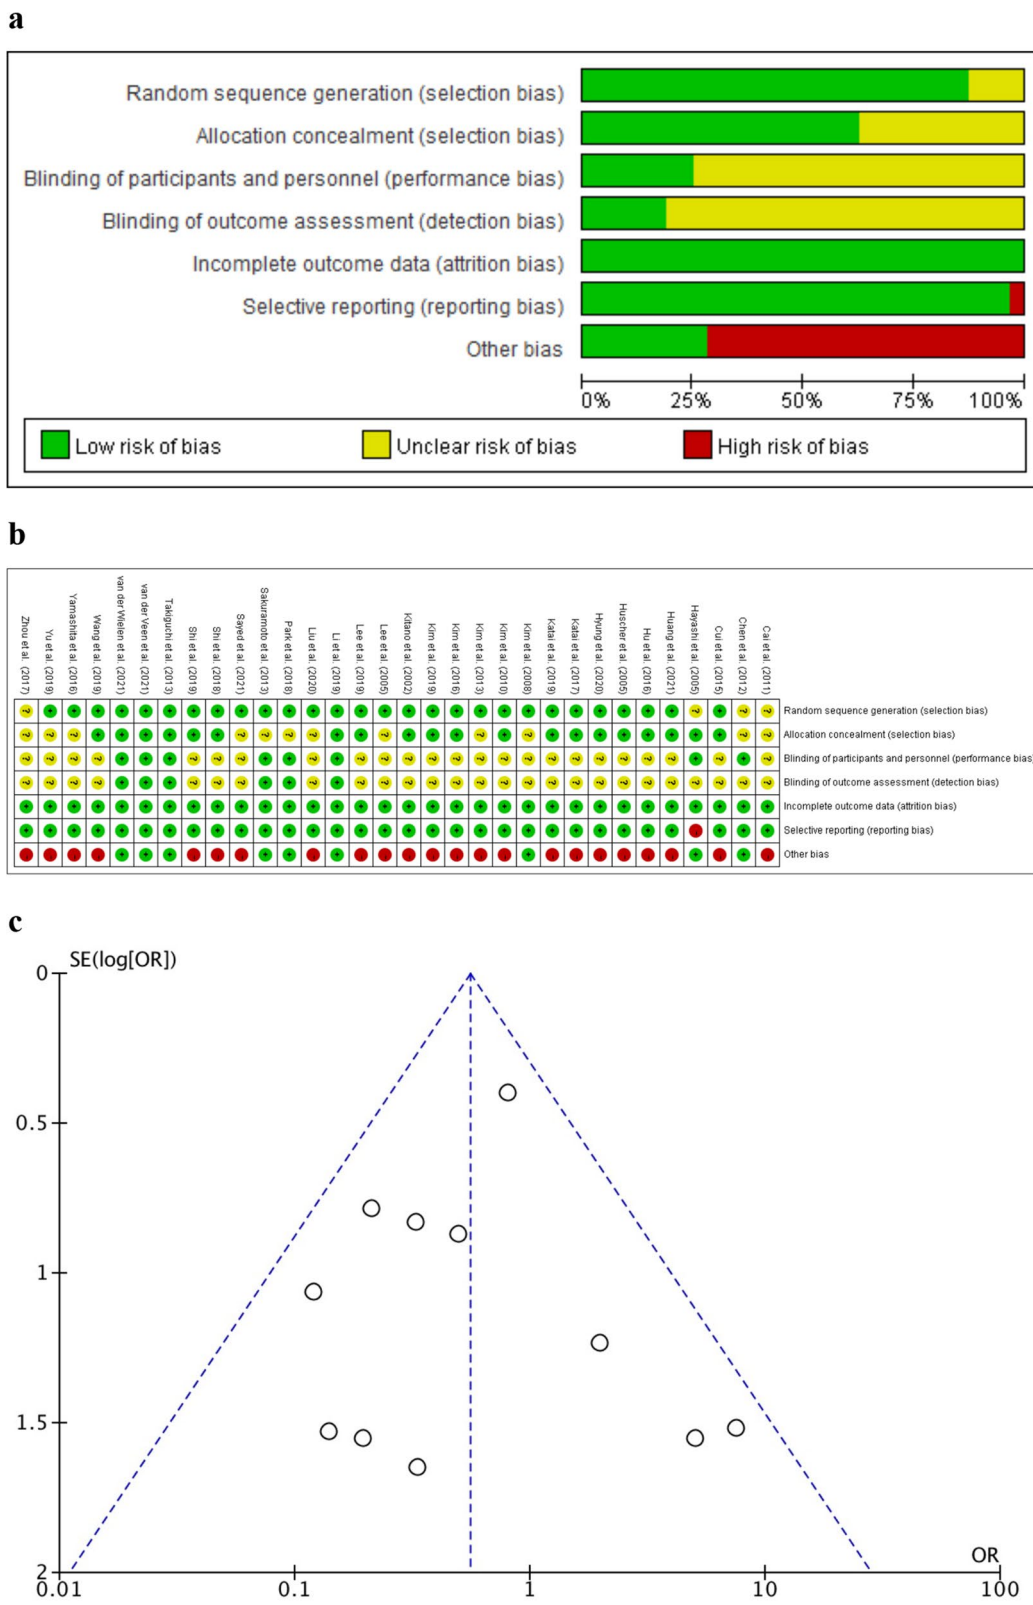 a
Random sequence generation (selection bias)
Allocation concealment (selection bias)
Blinding of participants and personnel (performance bias)
Blinding of outcome assessment (detection bias)
Incomplete outcome data (attrition bias)
Selective reporting (reporting bias)
Other bias
0% 25% 50% 75% 100%
Low risk of bias Unclear risk of bias High risk of bias
b
Zhou et al. (2017)
Yu et al. (2019)
Yamashita et al. (2016)
Wang et al. (2019)
van der Wielen et al. (2021)
van der Veen et al. (2021)
Takiguchi et al. (2013)
Shi et al. (2019)
Shi et al. (2018)
Sayed et al. (2021)
Sakuramoto et al. (2013)
Park et al. (2018)
Liu et al. (2020)
Li et al. (2019)
Lee et al. (2019)
Lee et al. (2005)
Kitano et al. (2002)
Kim et al. (2019)
Kim et al. (2016)
Kim et al. (2013)
Kim et al. (2010)
Kim et al. (2008)
Katai et al. (2019)
Katai et al. (2017)
Hyung et al. (2020)
Huscher et al. (2005)
Hu et al. (2016)
Huang et al. (2021)
Hayashi et al. (2005)
Cui et al. (2015)
Chen et al. (2012)
Cai et al. (2011)
Random sequence generation (selection bias)
Allocation concealment (selection bias)
Blinding of participants and personnel (performance bias)
Blinding of outcome assessment (detection bias)
Incomplete outcome data (attrition bias)
Selective reporting (reporting bias)
Other bias
c
SE(log[OR])
0
0.5
1
1.5
2
OR
0.01 0.1 1 10 100